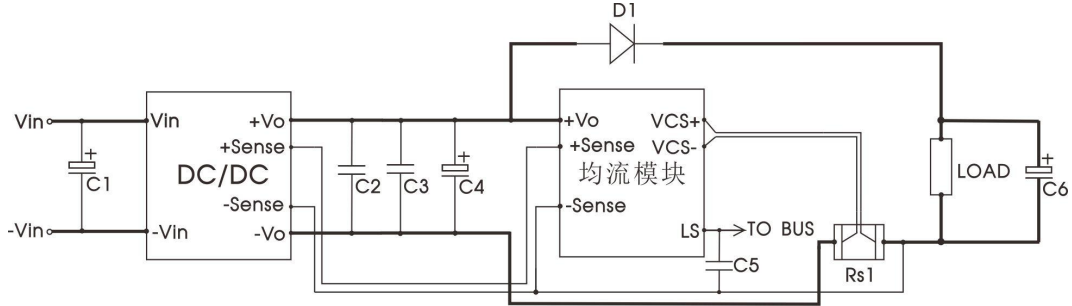 D1
Vin
Vin
+Vo
+Vo
VCS+
+Sense
+Sense
VCS-
C1
DC/DC
C2
C3
C4
均流模块
LOAD
C6
-Sense
-Sense
-Vin
-Vin
-Vo
LS
TO BUS
C5
Rs1